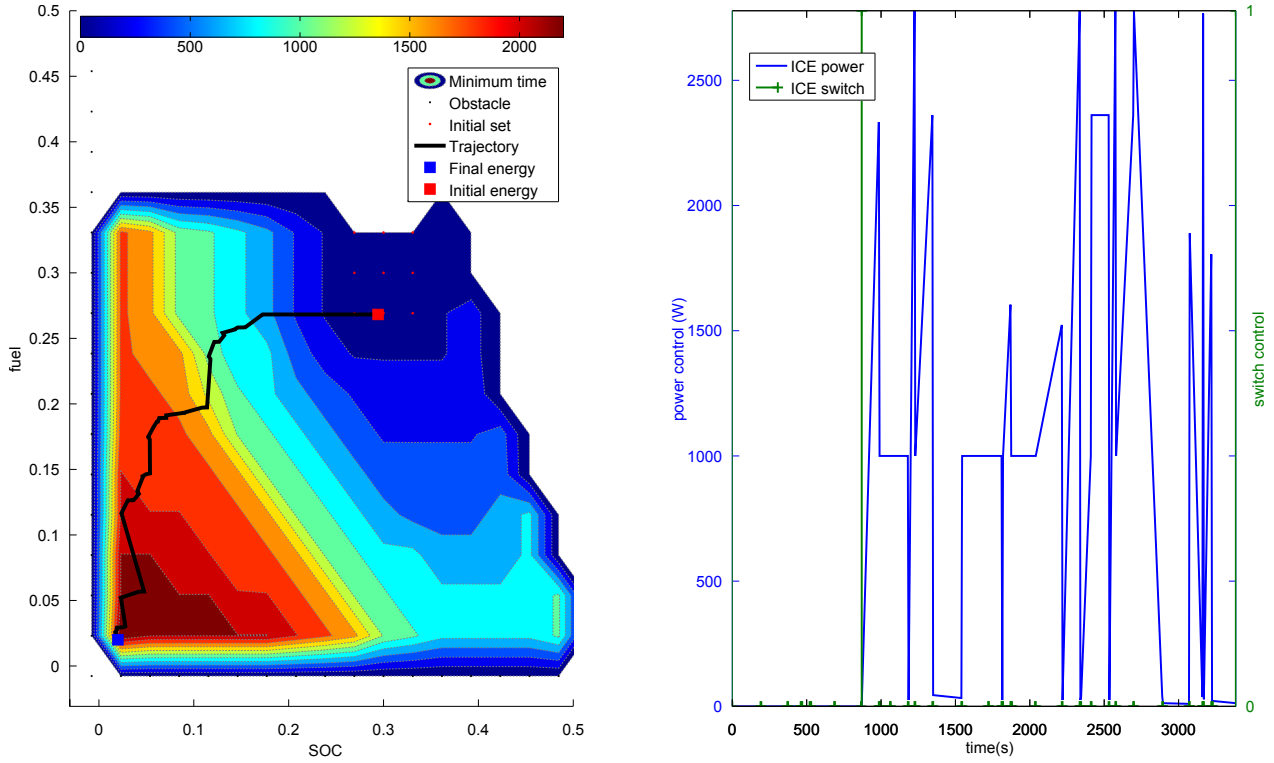 0.5
0.45
0.4
0.35
0.3
0.25
0.2
0.15
0.1
0.05
0
fuel
0 500 1000 1500 2000
Minimum time
Obstacle
Initial set
Trajectory
Final energy
Initial energy
0 0.1 0.2 0.3 0.4 0.5
SOC
2500
2000
1500
1000
500
0
power control (W)
ICE power
ICE switch
1
0
switch control
0 500 1000 1500 2000 2500 3000
time(s)